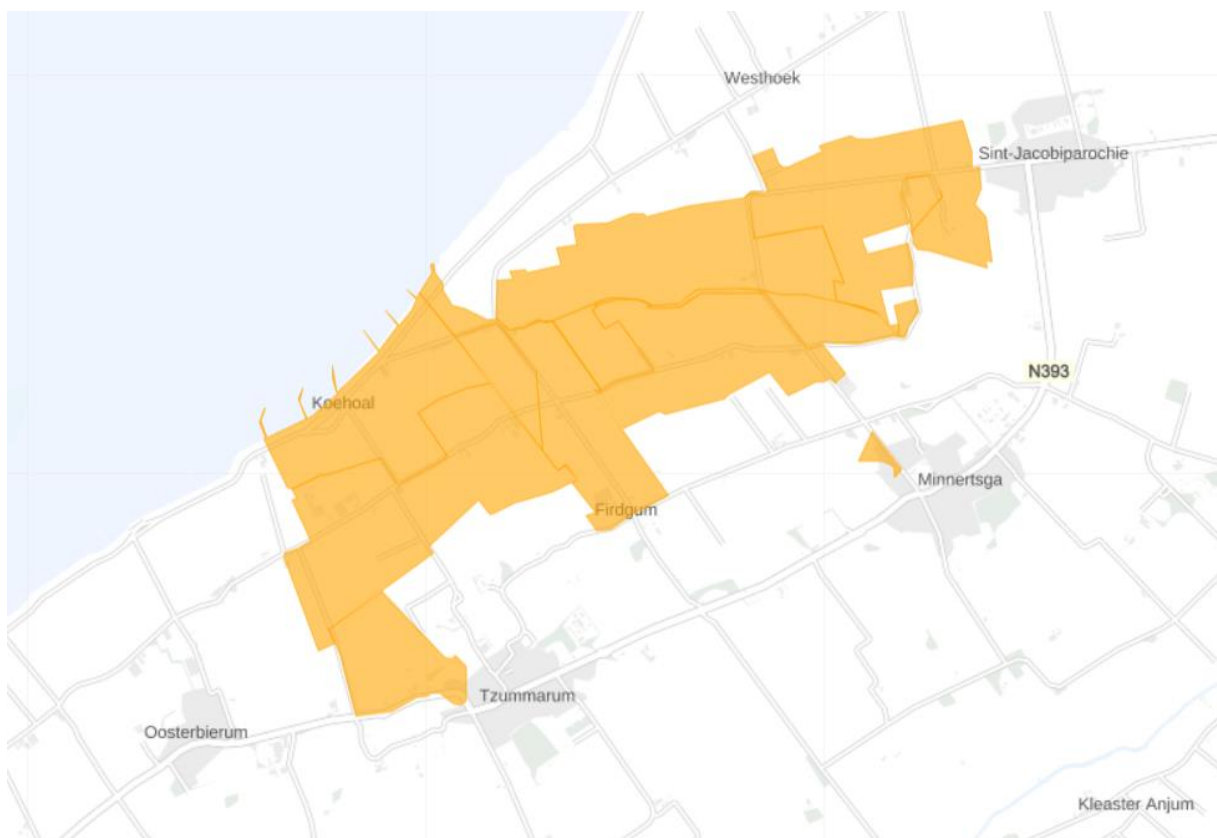 Westhoek
Sint-Jacobiparochie
N393
Koehoal
Minnertsga
Firdgum
Tzummarum
Oosterbierum
Kleaster Anjum